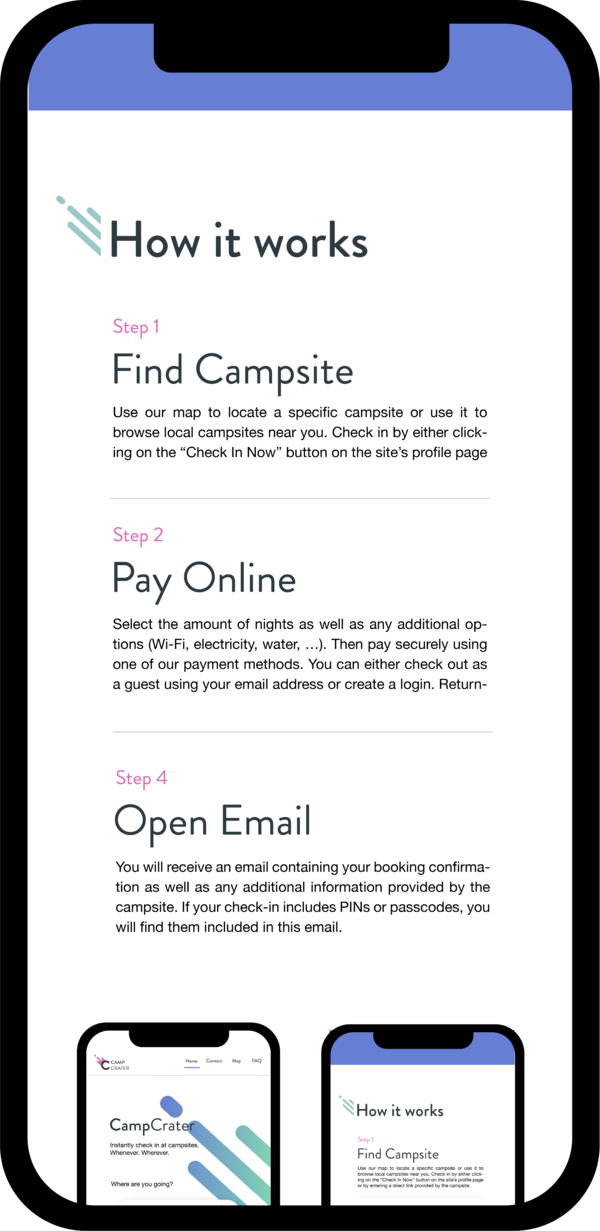 How it works
Step 1
Find Campsite
Use our map to locate a specific campsite or use it to
browse local campsites near you. Check in by either click-
ing on the “Check In Now” button on the site’s profile page
Step 2
Pay Online
Select the amount of nights as well as any additional op-
tions (Wi-Fi, electricity, water, …). Then pay securely using
one of our payment methods. You can either check out as
a guest using your email address or create a login. Return-
Step 4
Open Email
You will receive an email containing your booking confirma-
tion as well as any additional information provided by the
campsite. If your check-in includes PINs or passcodes, you
will find them included in this email.
CAMP
CRATER
Home Contact Map FAQ
CampCrater
Instantly check in at campsites.
Whenever. Wherever.
Where are you going?
How it works
Step 1
Find Campsite
Use our map to locate a specific campsite or use it to
browse local campsites near you. Check in by either click-
ing on the “Check In Now” button on the site’s profile page
or by entering a direct link provided by the campsite.